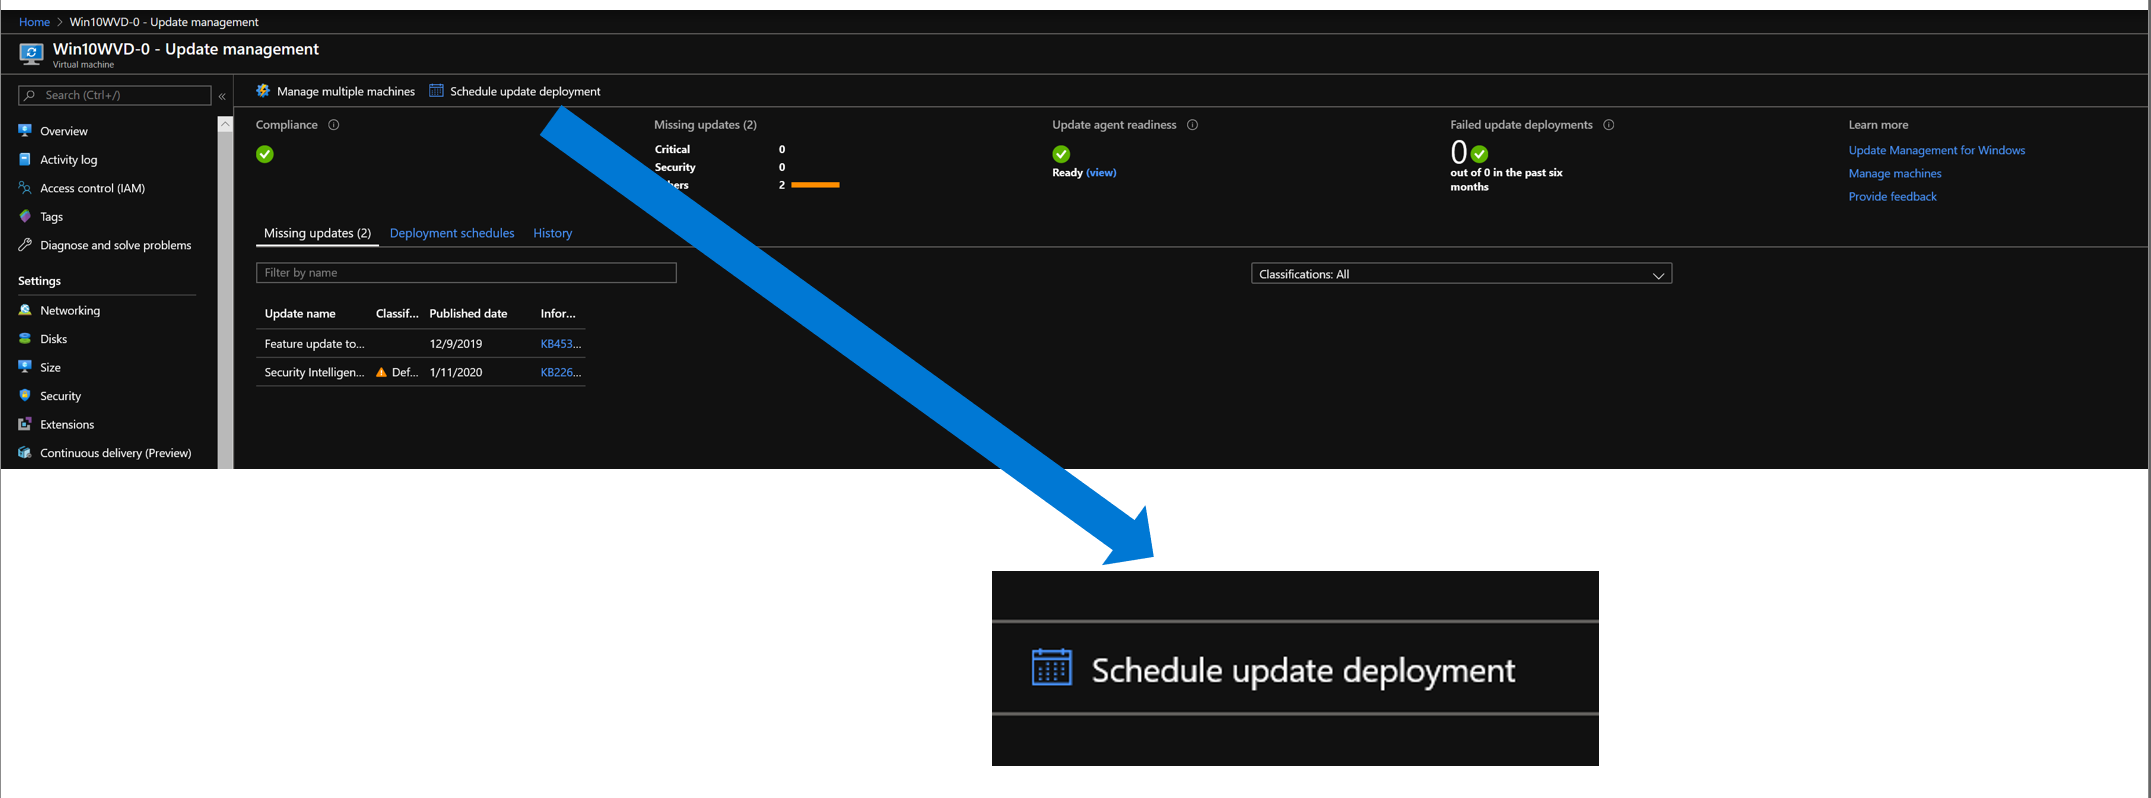 Home > Win10WVD-0 - Update management
Win10WVD-0 - Update management
Virtual machine
Search (Ctrl+/)
«
Overview
Activity log
Access control (IAM)
Tags
Diagnose and solve problems
Settings
Networking
Disks
Size
Security
Extensions
Continuous delivery (Preview)
Manage multiple machines Schedule update deployment
Compliance
Missing updates (2)
Critical 0
Security 0
hers 2
Update agent readiness
Ready (view)
Failed update deployments
0
out of 0 in the past six
months
Learn more
Update Management for Windows
Manage machines
Provide feedback
Missing updates (2) Deployment schedules History
Filter by name
Classifications: All
Update name Classif... Published date Infor...
Feature update to... 12/9/2019 KB453...
Security Intelligen... Def... 1/11/2020 KB226...
Schedule update deployment